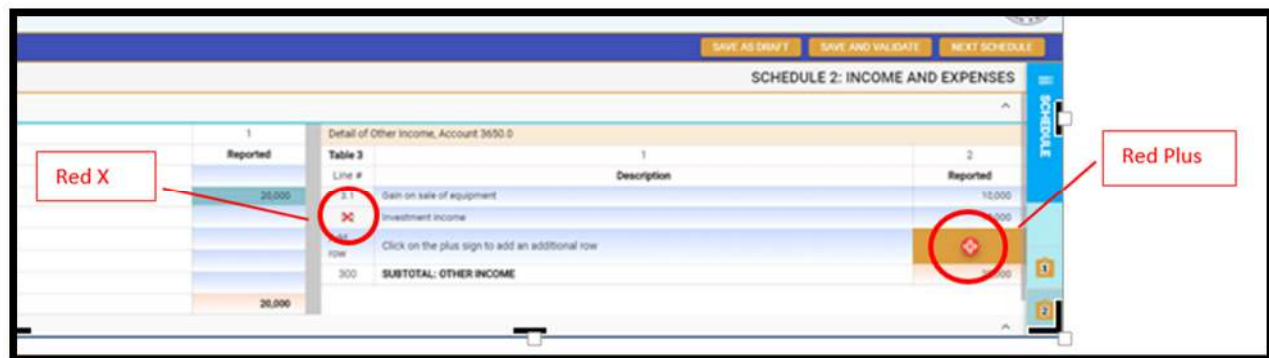 SAVE AS DRAFT SAVE AND VALIDATE NEXT SCHEDULE
SCHEDULE 2: INCOME AND EXPENSES
SCHEDULE
1 Detail of Other Income, Account 3650.0
Reported Table 3 1 2
Line # Description Reported
20,000 3.1 Gain on sale of equipment 10,000
Investment income
row Click on the plus sign to add an additional row
300 SUBTOTAL: OTHER INCOME
20,000
1
2
Red X
Red Plus